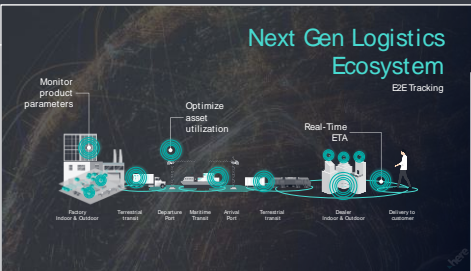 Next Gen Logistics
Ecosystem
E2E Tracking
Monitor
product
parameters
Optimize
asset
utilization
Real-Time
ETA
Factory
Indoor & Outdoor
Terrestrial
transit
Departure
Port
Maritime
Transit
Arrival
Port
Terrestrial
transit
Dealer
Indoor & Outdoor
Delivery to
customer